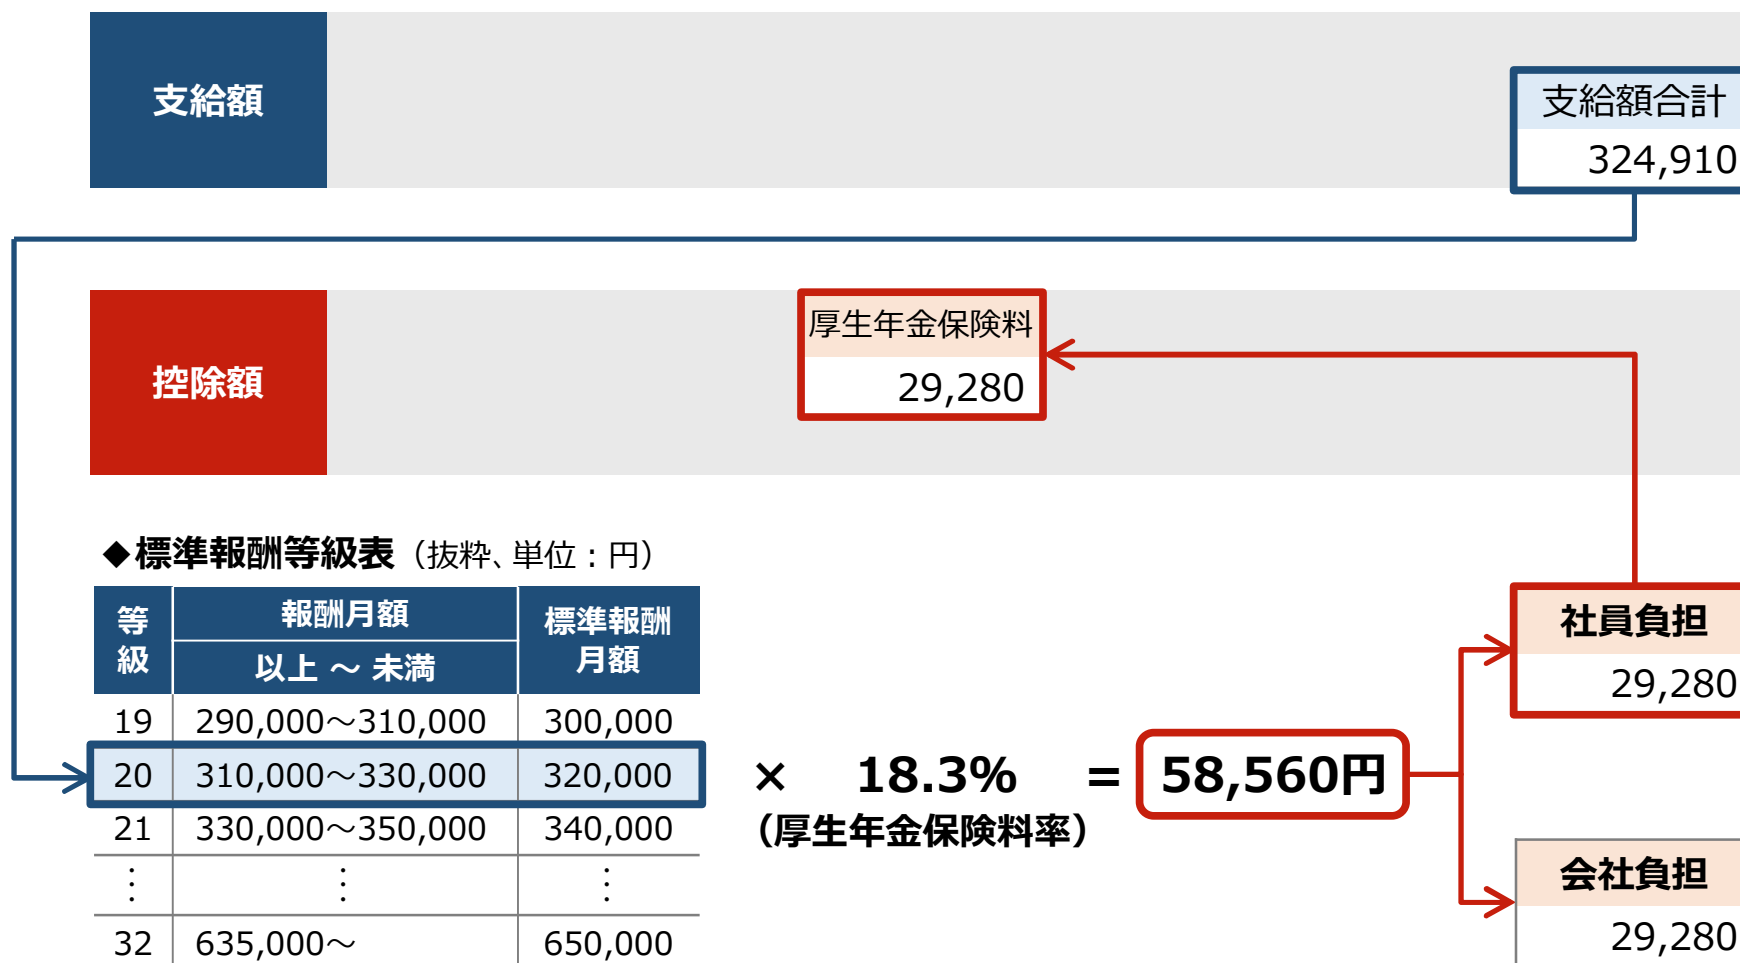 支給額
支給額合計
324,910
控除額
厚生年金保険料
29,280
◆標準報酬等級表（抜粋、単位：円）
等級 報酬月額 標準報酬月額
以上 ～ 未満
19 290,000～310,000 300,000
20 310,000～330,000 320,000
21 330,000～350,000 340,000
⋮ ⋮ ⋮
32 635,000～ 650,000
× 18.3% = 58,560円
（厚生年金保険料率）
社員負担
29,280
会社負担
29,280